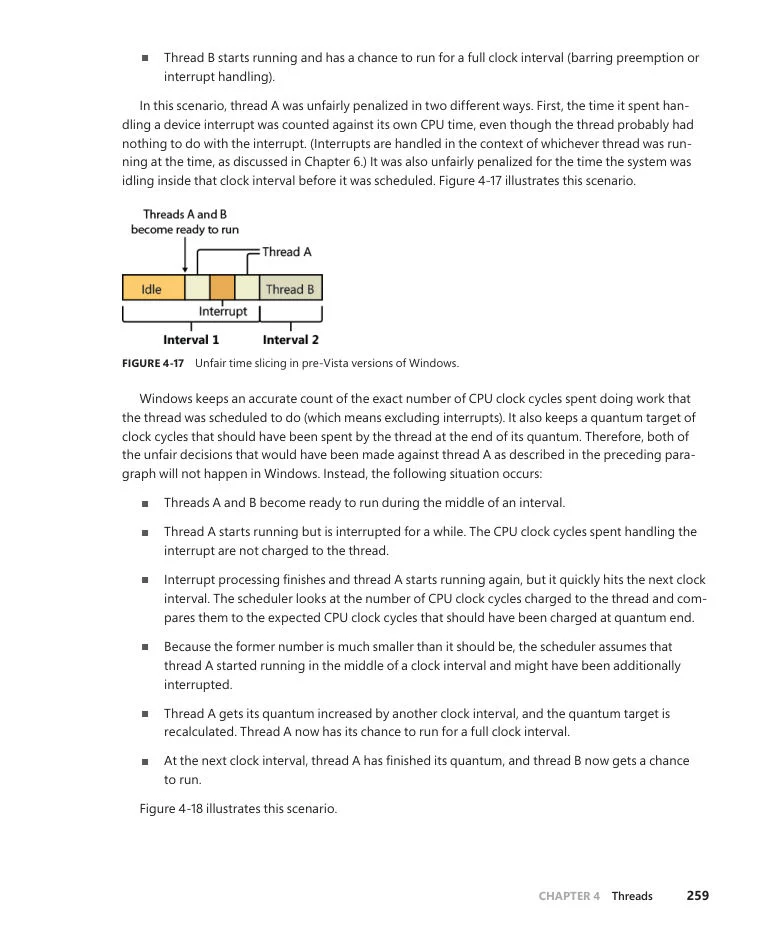 ■ Thread B starts running and has a chance to run for a full clock interval (barring preemption or
interrupt handling).
In this scenario, thread A was unfairly penalized in two different ways. First, the time it spent han-
dling a device interrupt was counted against its own CPU time, even though the thread probably had
nothing to do with the interrupt. (Interrupts are handled in the context of whichever thread was run-
ning at the time, as discussed in Chapter 6.) It was also unfairly penalized for the time the system was
idling inside that clock interval before it was scheduled. Figure 4-17 illustrates this scenario.
Threads A and B
become ready to run
Thread A
Idle
Thread B
Interrupt
Interval 1
Interval 2
FIGURE 4-17 Unfair time slicing in pre-Vista versions of Windows.
Windows keeps an accurate count of the exact number of CPU clock cycles spent doing work that
the thread was scheduled to do (which means excluding interrupts). It also keeps a quantum target of
clock cycles that should have been spent by the thread at the end of its quantum. Therefore, both of
the unfair decisions that would have been made against thread A as described in the preceding para-
graph will not happen in Windows. Instead, the following situation occurs:
■ Threads A and B become ready to run during the middle of an interval.
■ Thread A starts running but is interrupted for a while. The CPU clock cycles spent handling the
interrupt are not charged to the thread.
■ Interrupt processing finishes and thread A starts running again, but it quickly hits the next clock
interval. The scheduler looks at the number of CPU clock cycles charged to the thread and com-
pares them to the expected CPU clock cycles that should have been charged at quantum end.
■ Because the former number is much smaller than it should be, the scheduler assumes that
thread A started running in the middle of a clock interval and might have been additionally
interrupted.
■ Thread A gets its quantum increased by another clock interval, and the quantum target is
recalculated. Thread A now has its chance to run for a full clock interval.
■ At the next clock interval, thread A has finished its quantum, and thread B now gets a chance
to run.
Figure 4-18 illustrates this scenario.
CHAPTER 4 Threads 259